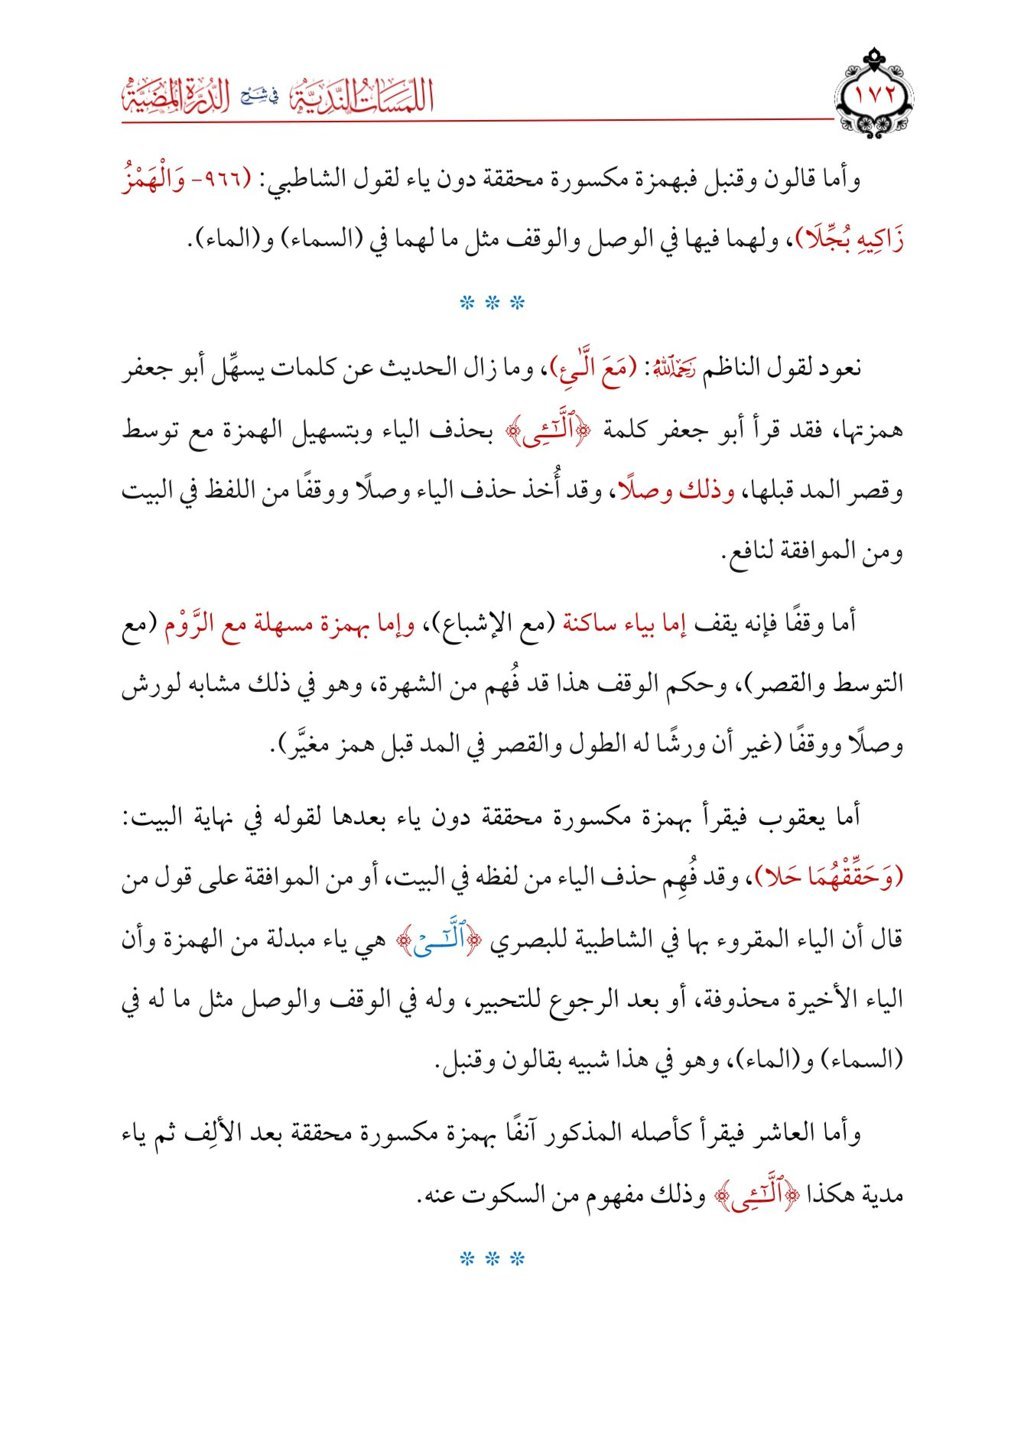 ١٧٢
اللمسات الندية في شرح الدرة المضية
وأما قالون وقنبل فبهمزة مكسورة محققة دون ياء لقول الشاطبي: (٩٦٦- وَالْهَمْزُ
زَاكِيهِ بُجِّلَا)، ولهما فيها في الوصل والوقف مثل ما لهما في (السماء) و(الماء).
* * *
نعود لقول الناظم رَحِمَهُ ٱللَّهُ: (مَعَ الَّـٰئِ)، وما زال الحديث عن كلمات يسهِّل أبو جعفر
همزتها، فقد قرأ أبو جعفر كلمة ﴿ٱلَّـٰٓـِٔى﴾ بحذف الياء وبتسهيل الهمزة مع توسط
وقصر المد قبلها، وذلك وصلًا، وقد أُخذ حذف الياء وصلًا ووقفًا من اللفظ في البيت
ومن الموافقة لنافع.
أما وقفًا فإنه يقف إما بياء ساكنة (مع الإشباع)، وإما بهمزة مسهلة مع الرَّوْم (مع
التوسط والقصر)، وحكم الوقف هذا قد فُهم من الشهرة، وهو في ذلك مشابه لورش
وصلًا ووقفًا (غير أن ورشًا له الطول والقصر في المد قبل همز مغيَّر).
أما يعقوب فيقرأ بهمزة مكسورة محققة دون ياء بعدها لقوله في نهاية البيت:
(وَحَقِّقْهُمَا حَلا)، وقد فُهِم حذف الياء من لفظه في البيت، أو من الموافقة على قول من
قال أن الياء المقروء بها في الشاطبية للبصري ﴿ٱلَّـٰٓـىْ﴾ هي ياء مبدلة من الهمزة وأن
الياء الأخيرة محذوفة، أو بعد الرجوع للتحبير، وله في الوقف والوصل مثل ما له في
(السماء) و(الماء)، وهو في هذا شبيه بقالون وقنبل.
وأما العاشر فيقرأ كأصله المذكور آنفًا بهمزة مكسورة محققة بعد الألِف ثم ياء
مدية هكذا ﴿ٱلَّـٰٓـِٔى﴾ وذلك مفهوم من السكوت عنه.
* * *